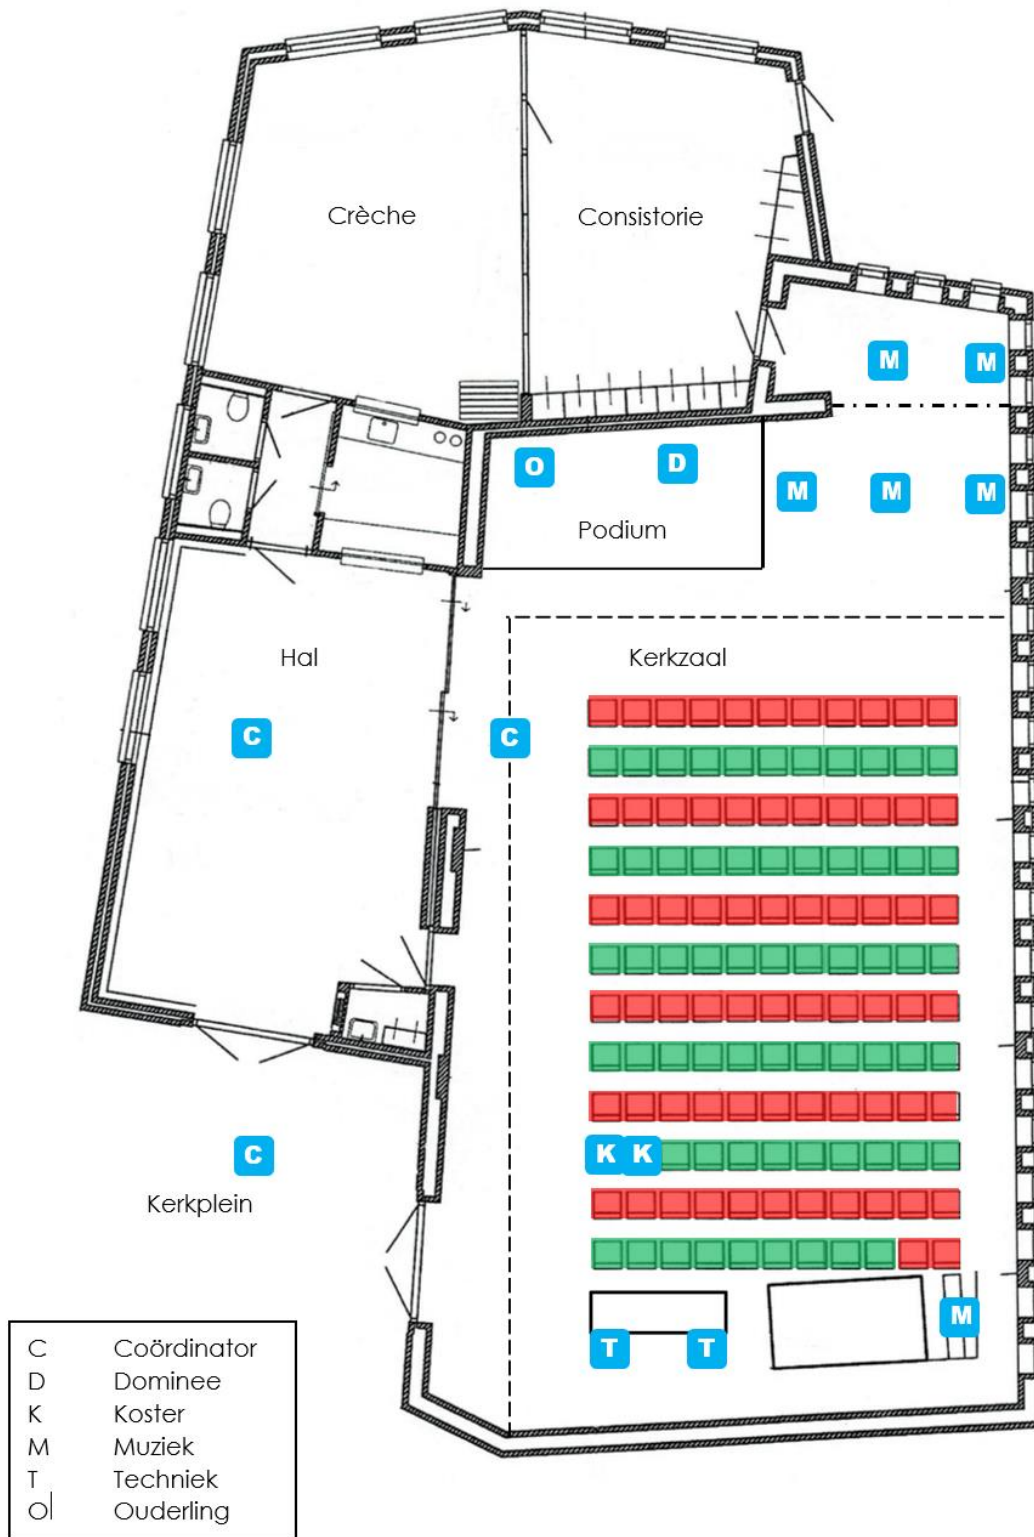 Crèche
Consistorie
M
M
O
D
M
M
M
Podium
Hal
Kerkzaal
C
C
C
K
K
Kerkplein
M
T
T
C Coördinator
D Dominee
K Koster
M Muziek
T Techniek
O Ouderling